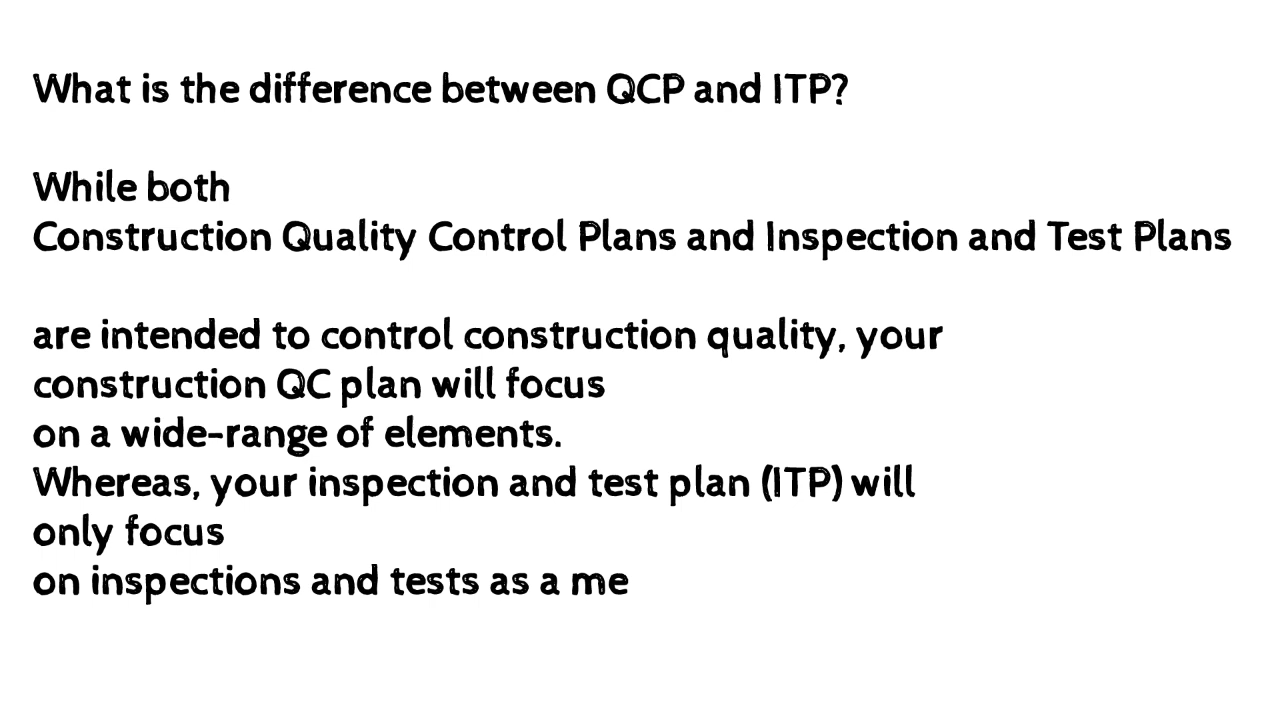 What is the difference between QCP and ITP?
While both
Construction Quality Control Plans and Inspection and Test Plans
are intended to control construction quality, your
construction QC plan will focus
on a wide-range of elements.
Whereas, your inspection and test plan (ITP) will
only focus
on inspections and tests as a me